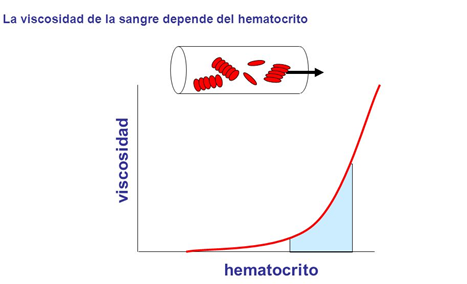 La viscosidad de la sangre depende del hematocrito
viscosidad
hematocrito